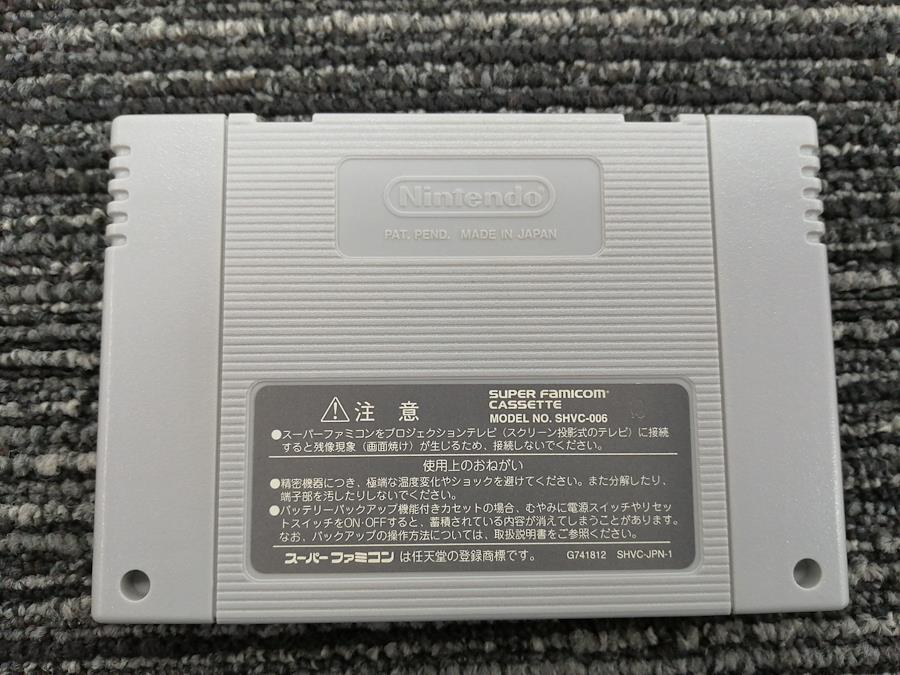 Nintendo®
PAT. PEND. MADE IN JAPAN
⚠注意
SUPER FAMICOM®
CASSETTE
MODEL NO. SHVC-006
●スーパーファミコンをプロジェクションテレビ（スクリーン投影式のテレビ）に接続
すると残像現象（画面焼け）が生じるため、接続しないでください。
使用上のおねがい
●精密機器につき、極端な温度変化やショックを避けてください。また分解したり、
端子部を汚したりしないでください。
●バッテリーバックアップ機能付きカセットの場合、むやみに電源スイッチやリセッ
トスイッチをON·OFFすると、蓄積されている内容が消えてしまうことがあります。
なお、バックアップの操作方法については、取扱説明書をご参照ください。
スーパーファミコン は任天堂の登録商標です。 G741812 SHVC-JPN-1